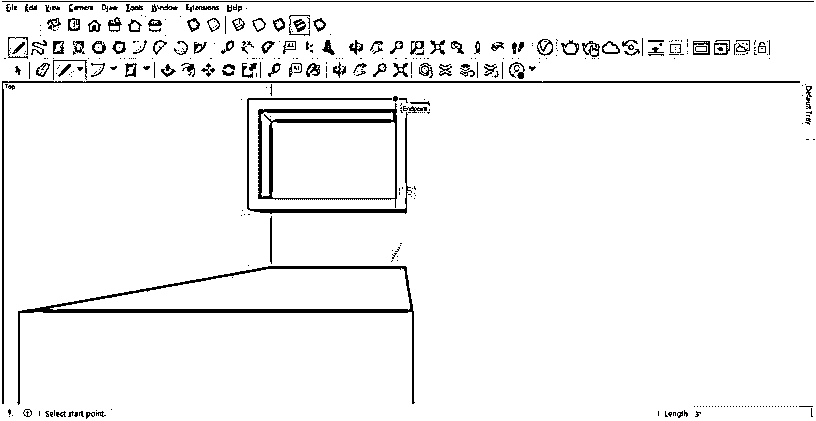 File Edit View Camera Draw Tools Window Extensions Help
Top
Endpoint
Default Tray
Select start point.
Length 3"